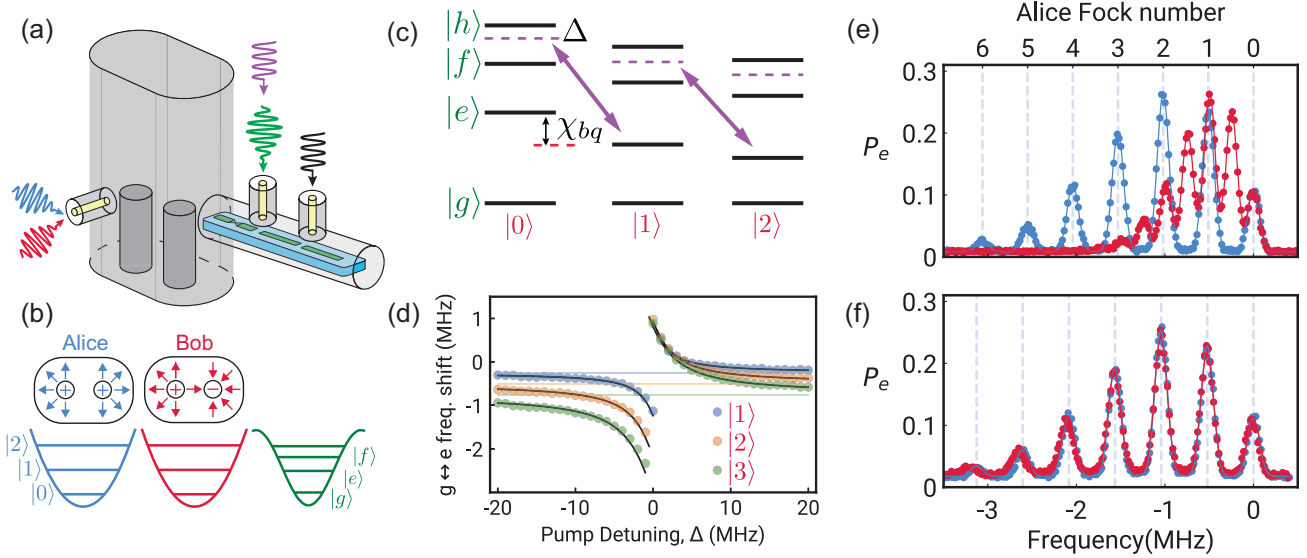 (a)
(b)
Alice
Bob
|2⟩
|1⟩
|0⟩
|f⟩
|e⟩
|g⟩
(c)
|h⟩
Δ
|f⟩
|e⟩
χbq
|g⟩
|0⟩
|1⟩
|2⟩
(d)
g↔e freq. shift (MHz)
1
0
-1
-2
|1⟩
|2⟩
|3⟩
-20
-10
0
10
20
Pump Detuning, Δ (MHz)
(e)
Alice Fock number
6 5 4 3 2 1 0
0.3
0.2
0.1
0
Pe
(f)
0.3
0.2
0.1
0
Pe
-3 -2 -1 0
Frequency(MHz)